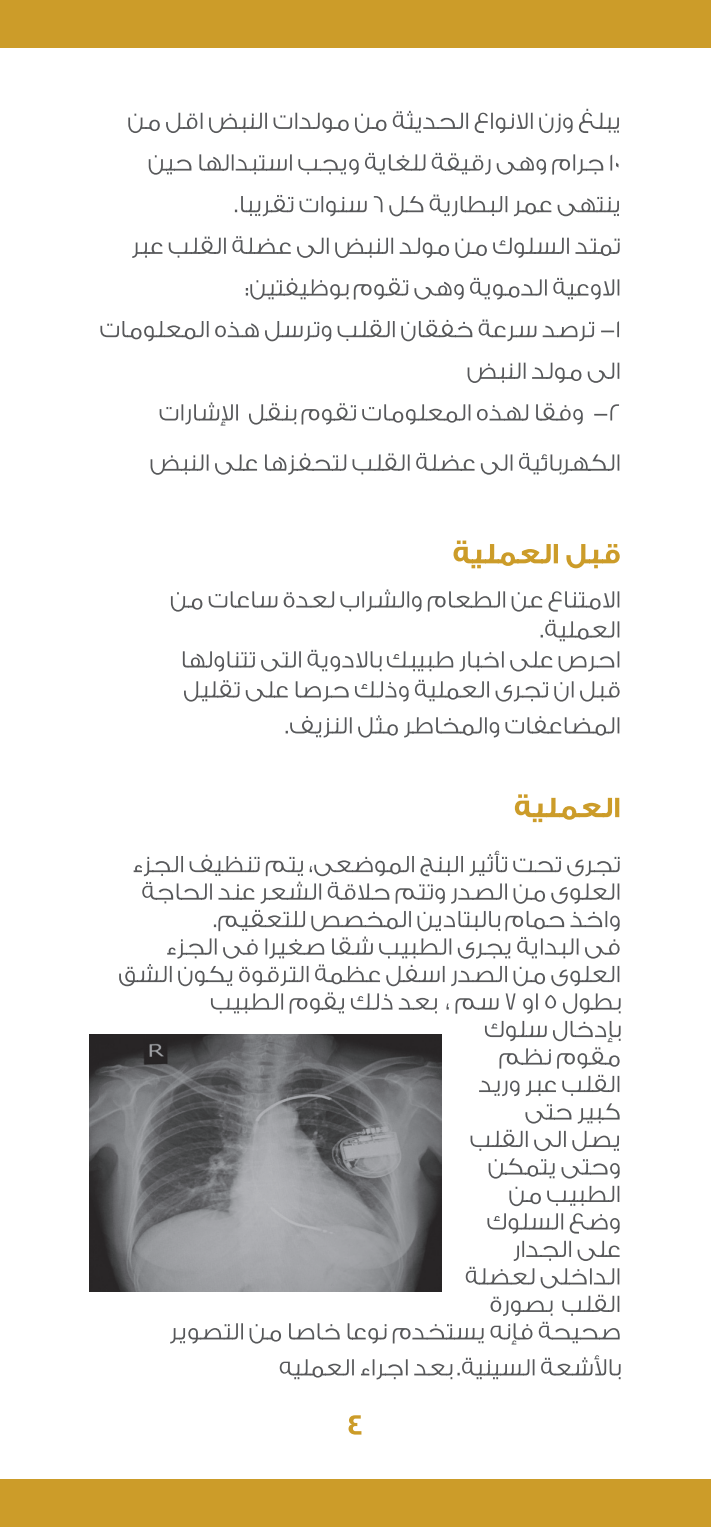 يبلغ وزن الانواع الحديثة من مولدات النبض اقل من
١٠ جرام وهى رقيقة للغاية ويجب استبدالها حين
ينتهى عمر البطارية كل ٦ سنوات تقريبا.
تمتد السلوك من مولد النبض الى عضلة القلب عبر
الاوعية الدموية وهى تقوم بوظيفتين:
١- ترصد سرعة خفقان القلب وترسل هذه المعلومات
الى مولد النبض
٢- وفقا لهذه المعلومات تقوم بنقل الإشارات
الكهربائية الى عضلة القلب لتحفزها على النبض
قبل العملية
الامتناع عن الطعام والشراب لعدة ساعات من
العملية.
احرص على اخبار طبيبك بالادوية التى تتناولها
قبل ان تجرى العملية وذلك حرصا على تقليل
المضاعفات والمخاطر مثل النزيف.
العملية
تجرى تحت تأثير البنج الموضعى، يتم تنظيف الجزء
العلوى من الصدر وتتم حلاقة الشعر عند الحاجة
واخذ حمام بالبتادين المخصص للتعقيم.
فى البداية يجرى الطبيب شقا صغيرا فى الجزء
العلوى من الصدر اسفل عظمة الترقوة يكون الشق
بطول ٥ او ٧ سم ، بعد ذلك يقوم الطبيب
بإدخال سلوك
مقوم نظم
القلب عبر وريد
كبير حتى
يصل الى القلب
وحتى يتمكن
الطبيب من
وضع السلوك
على الجدار
الداخلى لعضلة
القلب بصورة
صحيحة فإنه يستخدم نوعا خاصا من التصوير
بالأشعة السينية. بعد اجراء العمليه
R
٤